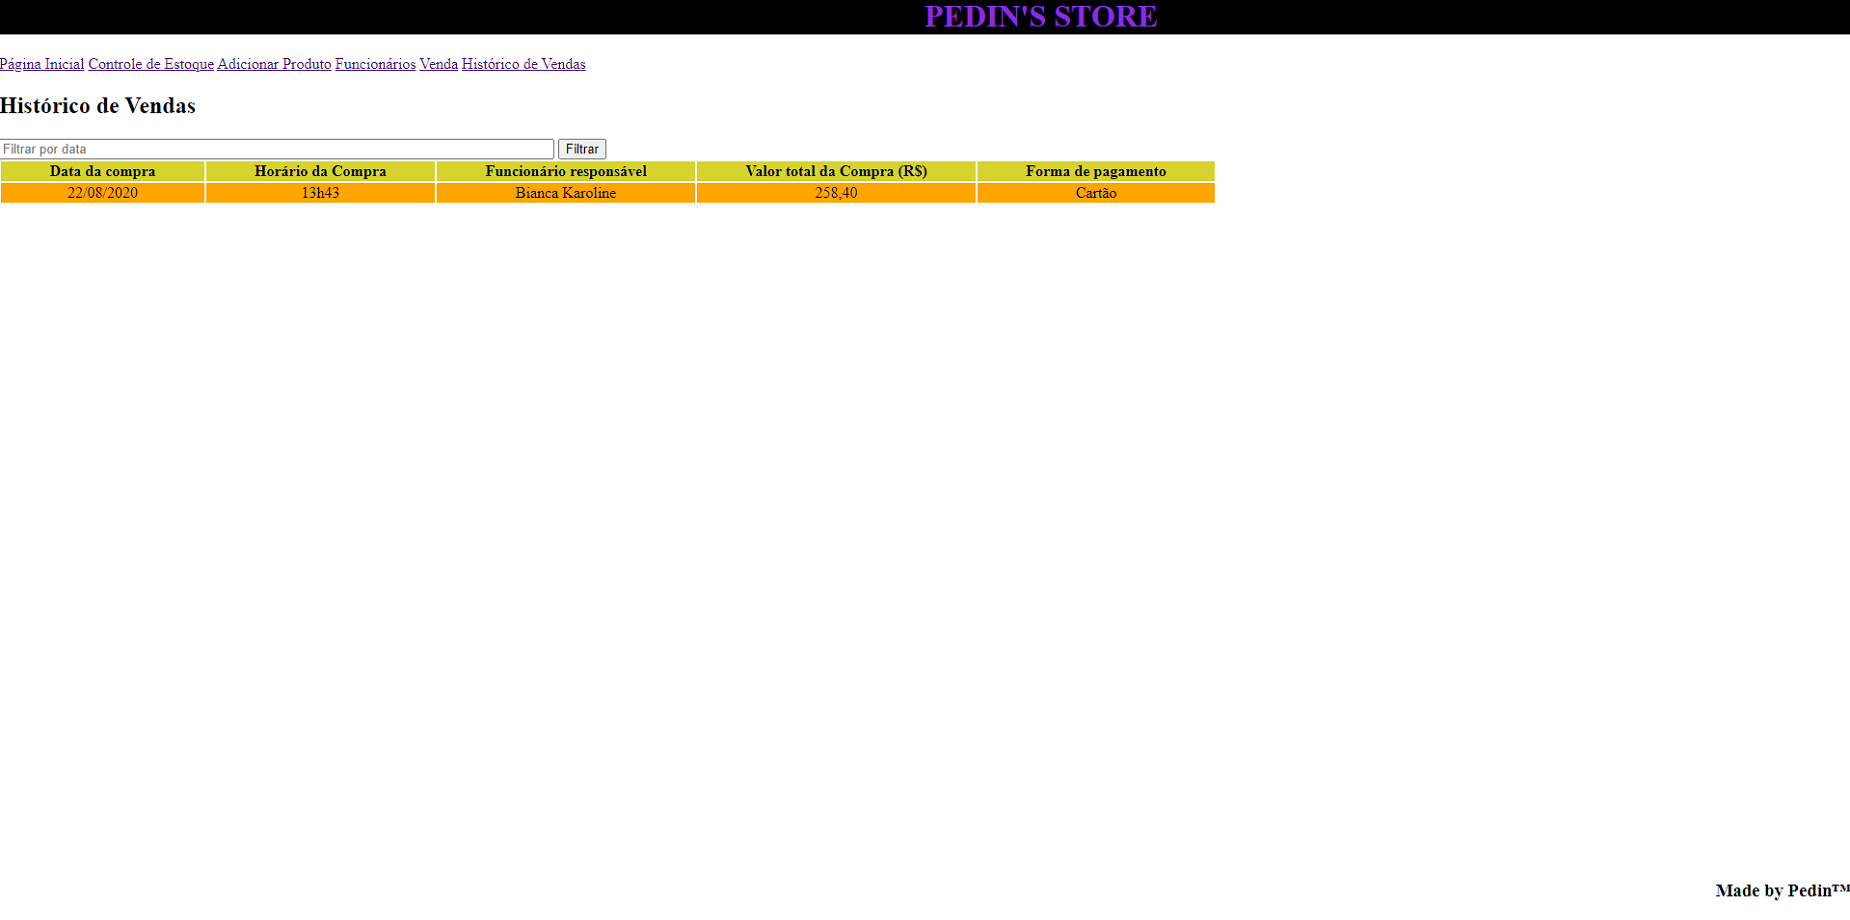 PEDIN'S STORE
Página Inicial Controle de Estoque Adicionar Produto Funcionários Venda Histórico de Vendas
Histórico de Vendas
Filtrar por data Filtrar
Data da compra Horário da Compra Funcionário responsável Valor total da Compra (R$) Forma de pagamento
22/08/2020 13h43 Bianca Karoline 258,40 Cartão
Made by Pedin™